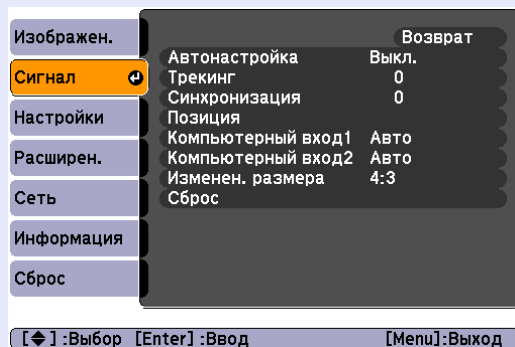 Изображен.
Сигнал
Настройки
Расширен.
Сеть
Информация
Сброс
Возврат
Автонастройка Выкл.
Трекинг 0
Синхронизация 0
Позиция
Компьютерный вход1 Авто
Компьютерный вход2 Авто
Изменен. размера 4:3
Сброс
[◆] :Выбор [Enter] :Ввод [Menu]:Выход